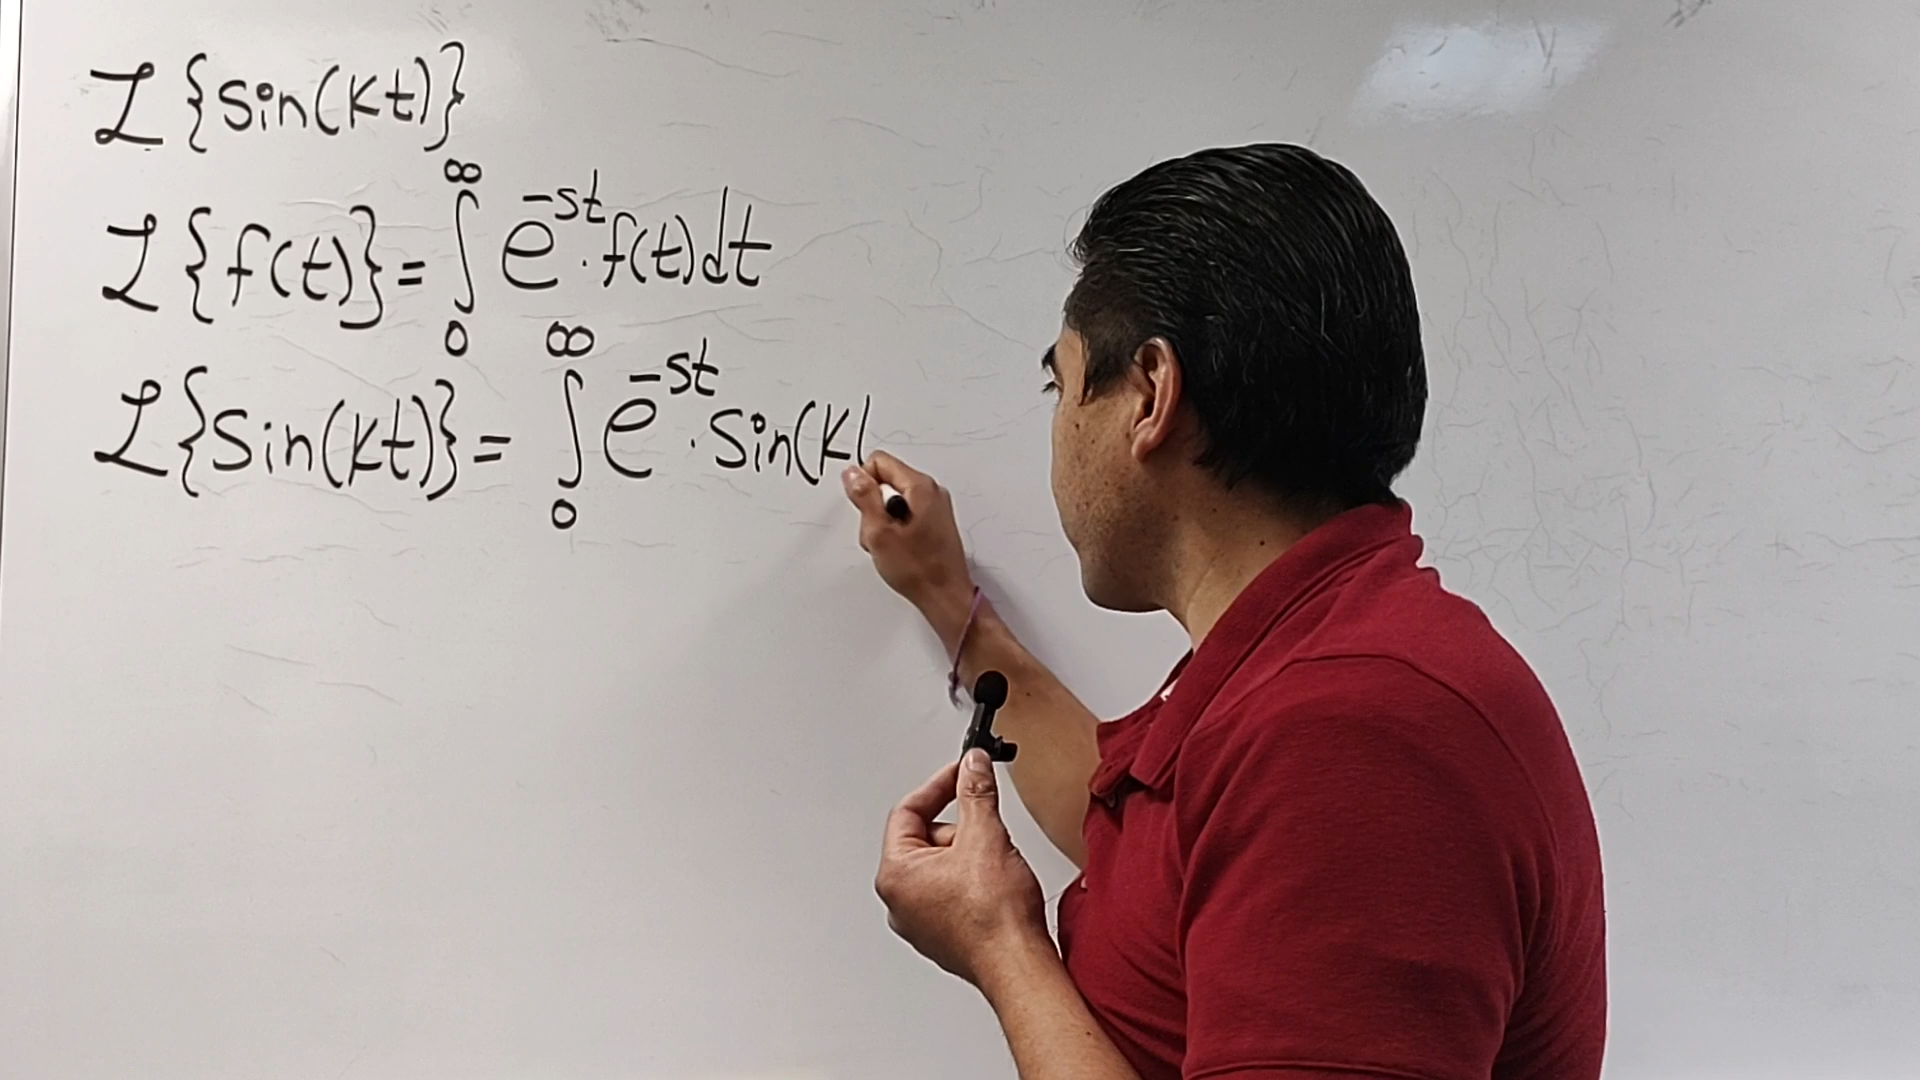 ℒ{sin(kt)}
ℒ{f(t)} = ∫₀^∞ e^{-st}·f(t)dt
ℒ{sin(kt)} = ∫₀^∞ e^{-st}·sin(k